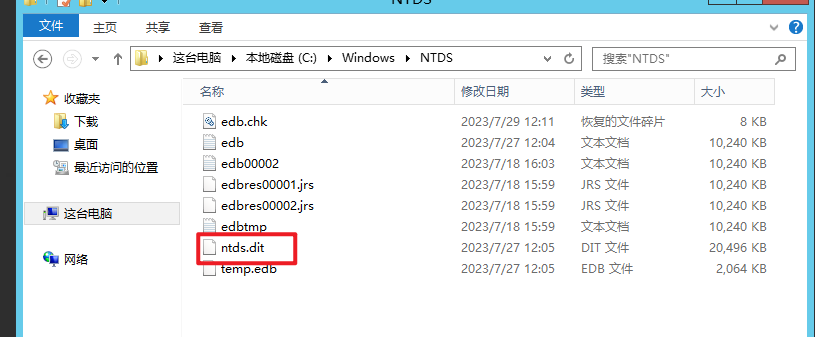 NTDS
文件 主页 共享 查看
这台电脑 本地磁盘 (C:) Windows NTDS 搜索"NTDS"
收藏夹
下载
桌面
最近访问的位置
这台电脑
网络
名称 修改日期 类型 大小
edb.chk 2023/7/29 12:11 恢复的文件碎片 8 KB
edb 2023/7/27 12:04 文本文档 10,240 KB
edb00002 2023/7/18 16:03 文本文档 10,240 KB
edbres00001.jrs 2023/7/18 15:59 JRS 文件 10,240 KB
edbres00002.jrs 2023/7/18 15:59 JRS 文件 10,240 KB
edbtmp 2023/7/18 15:59 文本文档 10,240 KB
ntds.dit 2023/7/27 12:05 DIT 文件 20,496 KB
temp.edb 2023/7/27 12:05 EDB 文件 2,064 KB